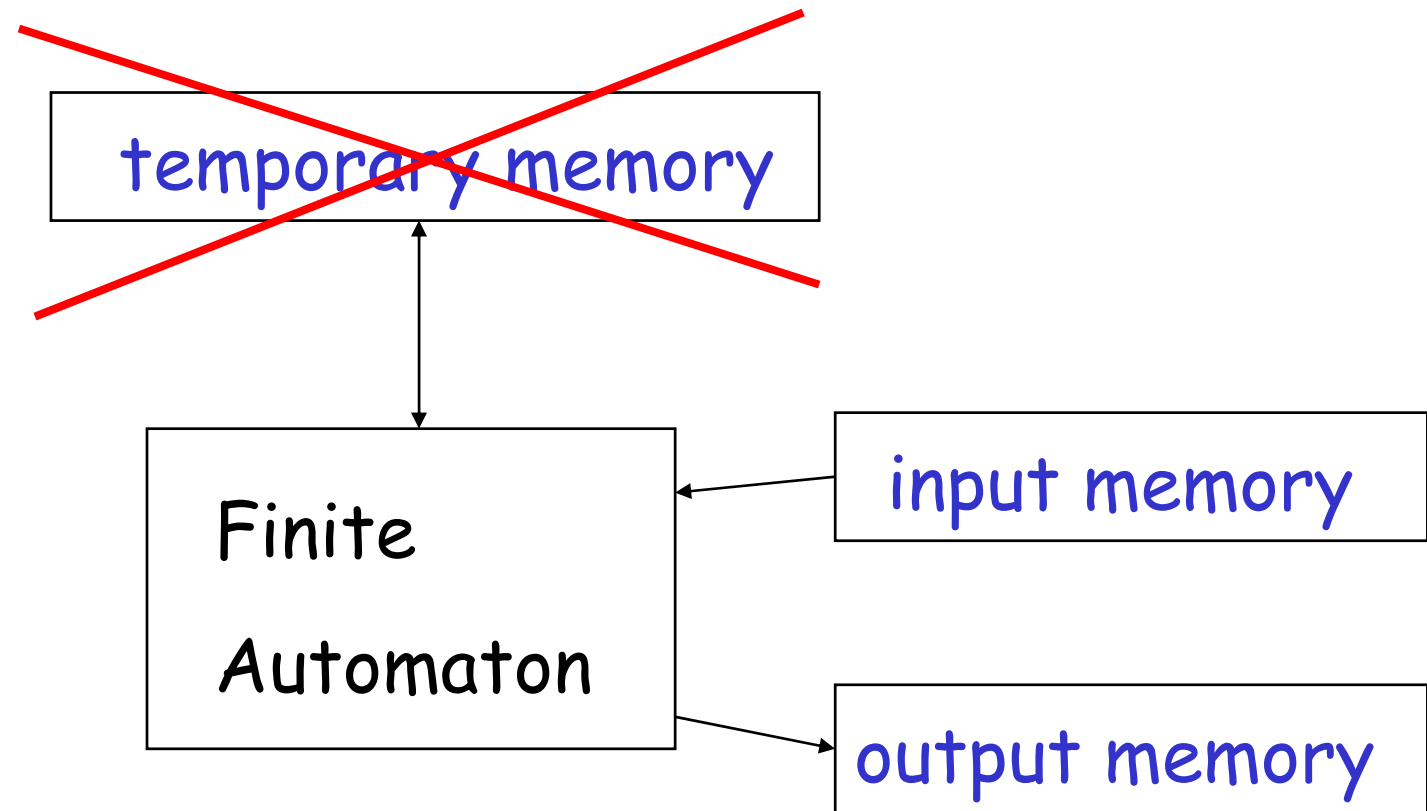 temporary memory
input memory
Finite
Automaton
output memory